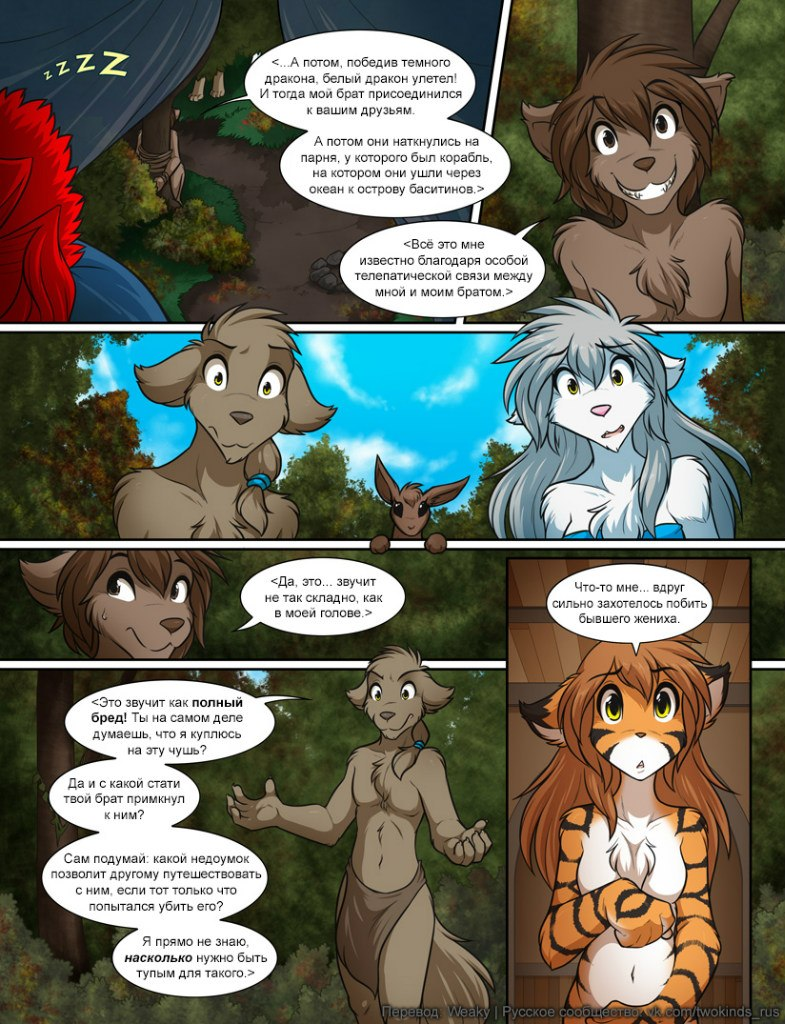 zzzZZ
<...А потом, победив темного
дракона, белый дракон улетел!
И тогда мой брат присоединился
к вашим друзьям.
А потом они наткнулись на
парня, у которого был корабль,
на котором они ушли через
океан к острову баситинов.>
<Всё это мне
известно благодаря особой
телепатической связи между
мной и моим братом.>
<Да, это... звучит
не так складно, как
в моей голове.>
Что-то мне... вдруг
сильно захотелось побить
бывшего жениха.
<Это звучит как полный
бред! Ты на самом деле
думаешь, что я куплюсь
на эту чушь?
Да и с какой стати
твой брат примкнул
к ним?
Сам подумай: какой недоумок
позволит другому путешествовать
с ним, если тот только что
попытался убить его?
Я прямо не знаю,
насколько нужно быть
тупым для такого.>
Перевод: Weaky | Русское сообщество: vk.com/twokinds_rus